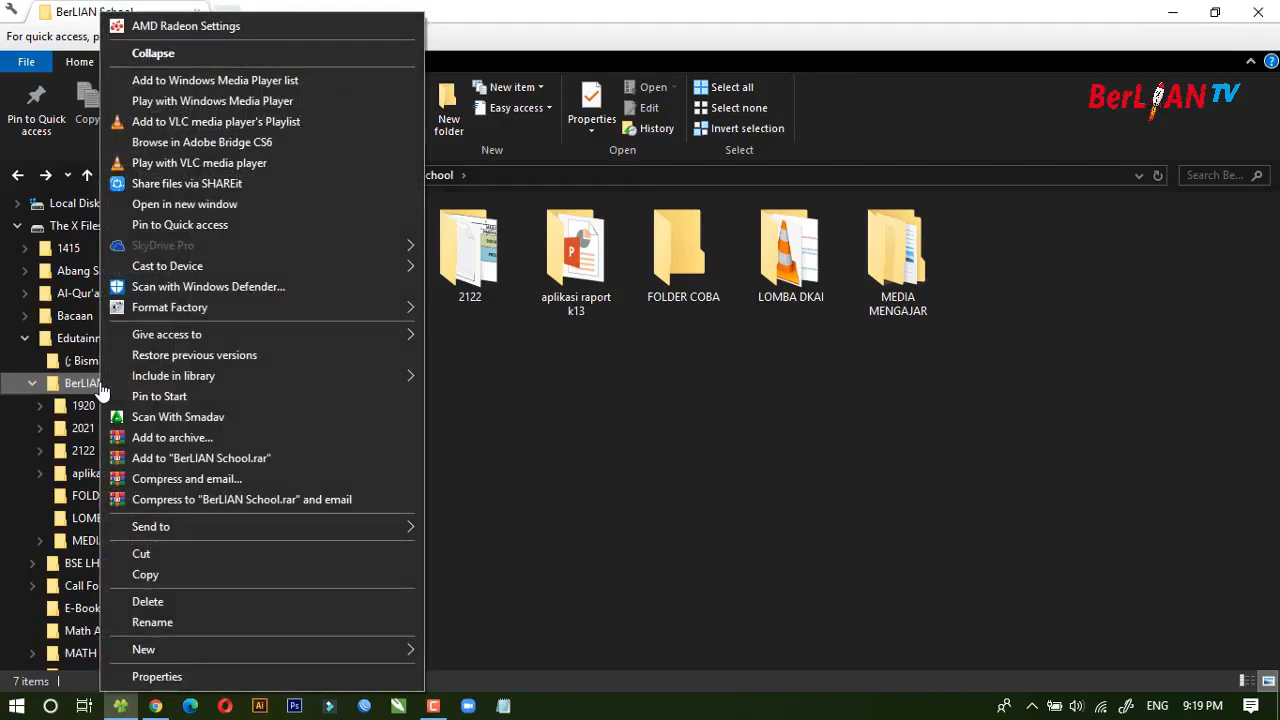 BerLIAN School
For quick access, p
File
Home
Pin to Quick
access
Copy
New
folder
New item
Easy access
New
Properties
Open
Edit
History
Open
Select all
Select none
Invert selection
Select
BerLIAN TV
chool
Search Be...
Local Disk
The X Files
1415
Abang S
Al-Qur'a
Bacaan
Edutainm
(; Bism
BerLIAN
1920
2021
2122
aplika
FOLD
LOMB
MEDI
BSE LH
Call Fo
E-Book
Math A
MATH
7 items
AMD Radeon Settings
Collapse
Add to Windows Media Player list
Play with Windows Media Player
Add to VLC media player's Playlist
Browse in Adobe Bridge CS6
Play with VLC media player
Share files via SHAREit
Open in new window
Pin to Quick access
SkyDrive Pro
Cast to Device
Scan with Windows Defender...
Format Factory
Give access to
Restore previous versions
Include in library
Pin to Start
Scan With Smadav
Add to archive...
Add to "BerLIAN School.rar"
Compress and email...
Compress to "BerLIAN School.rar" and email
Send to
Cut
Copy
Delete
Rename
New
Properties
2122
aplikasi raport
k13
FOLDER COBA
LOMBA DKAI
MEDIA
MENGAJAR
ENG
9:19 PM